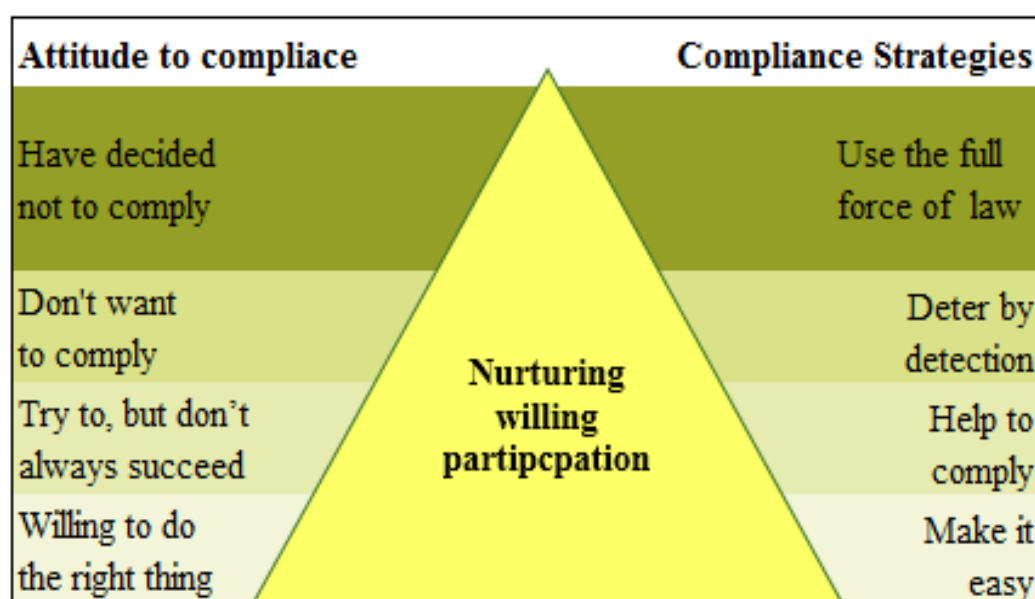 Attitude to compliace
Compliance Strategies
Have decided
not to comply
Use the full
force of law
Don't want
to comply
Deter by
detection
Nurturing
willing
partipcpation
Try to, but don’t
always succeed
Help to
comply
Willing to do
the right thing
Make it
easy